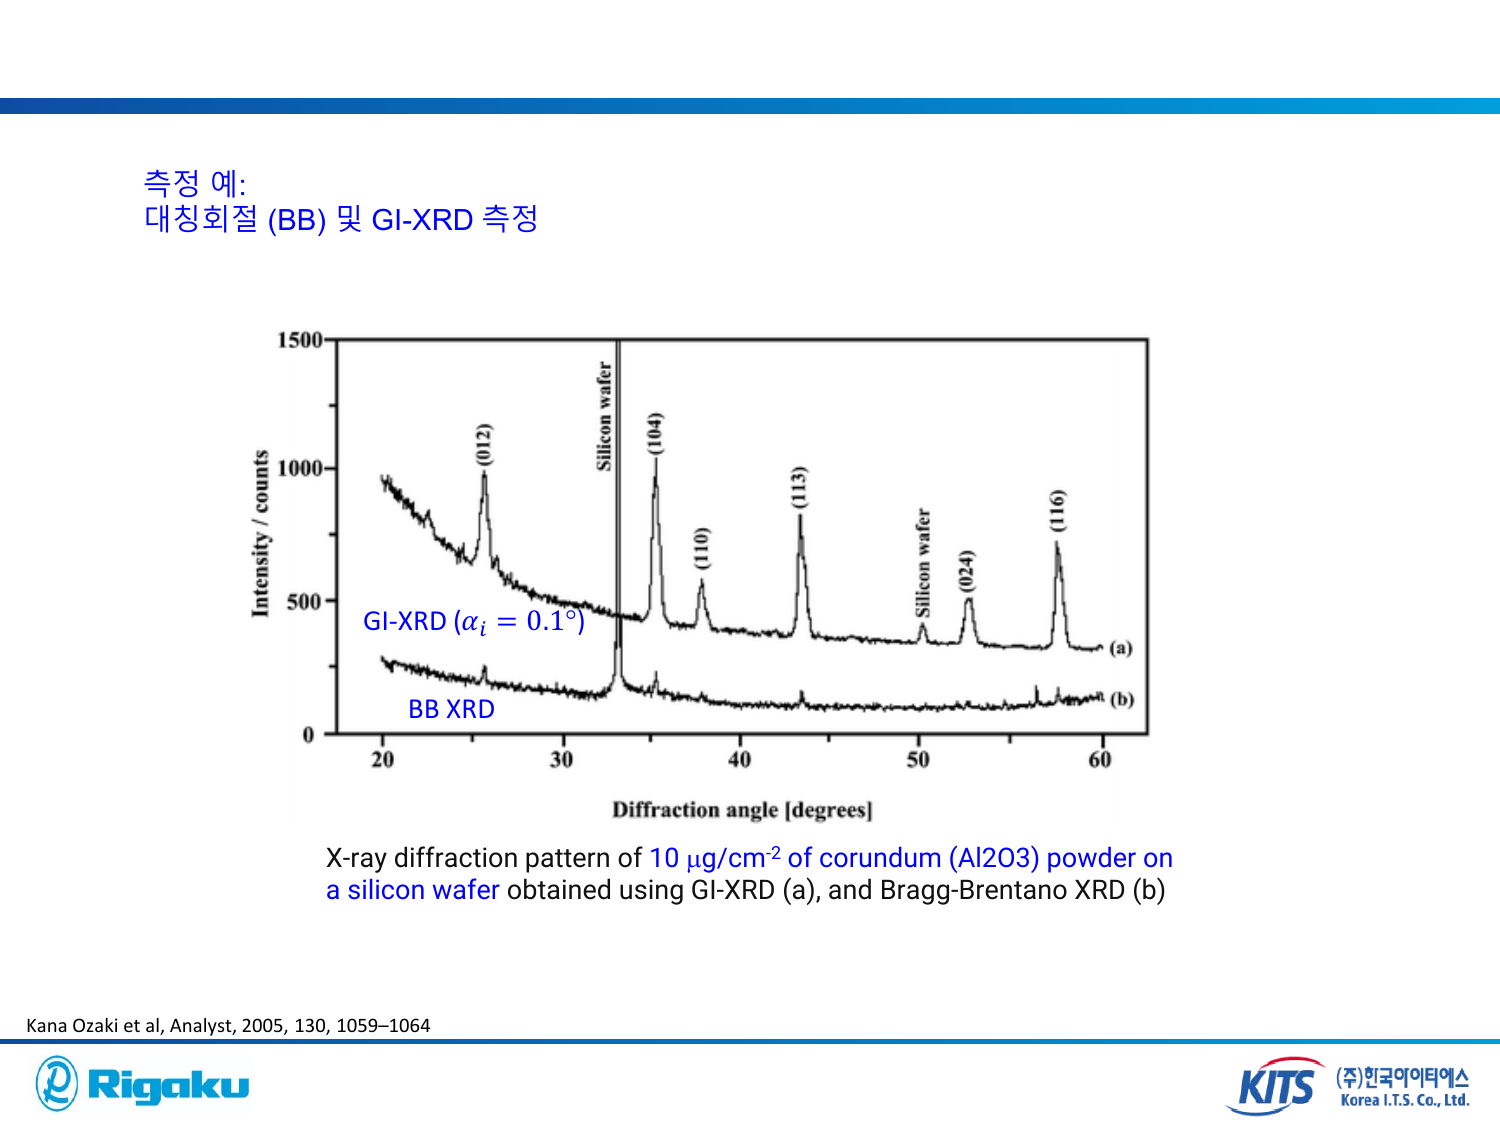 측정 예:
대칭회절 (BB) 및 GI-XRD 측정
1500
1000
500
0
Intensity / counts
(012)
Silicon wafer
(104)
(110)
(113)
Silicon wafer
(024)
(116)
GI-XRD (αᵢ = 0.1°)
(a)
BB XRD
(b)
20
30
40
50
60
Diffraction angle [degrees]
X-ray diffraction pattern of 10 μg/cm-2 of corundum (Al2O3) powder on
a silicon wafer obtained using GI-XRD (a), and Bragg-Brentano XRD (b)
Kana Ozaki et al, Analyst, 2005, 130, 1059–1064
Rigaku
KITS
(주)한국아이티에스
Korea I.T.S. Co., Ltd.